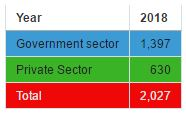 Year 2018
Government sector 1,397
Private Sector 630
Total 2,027